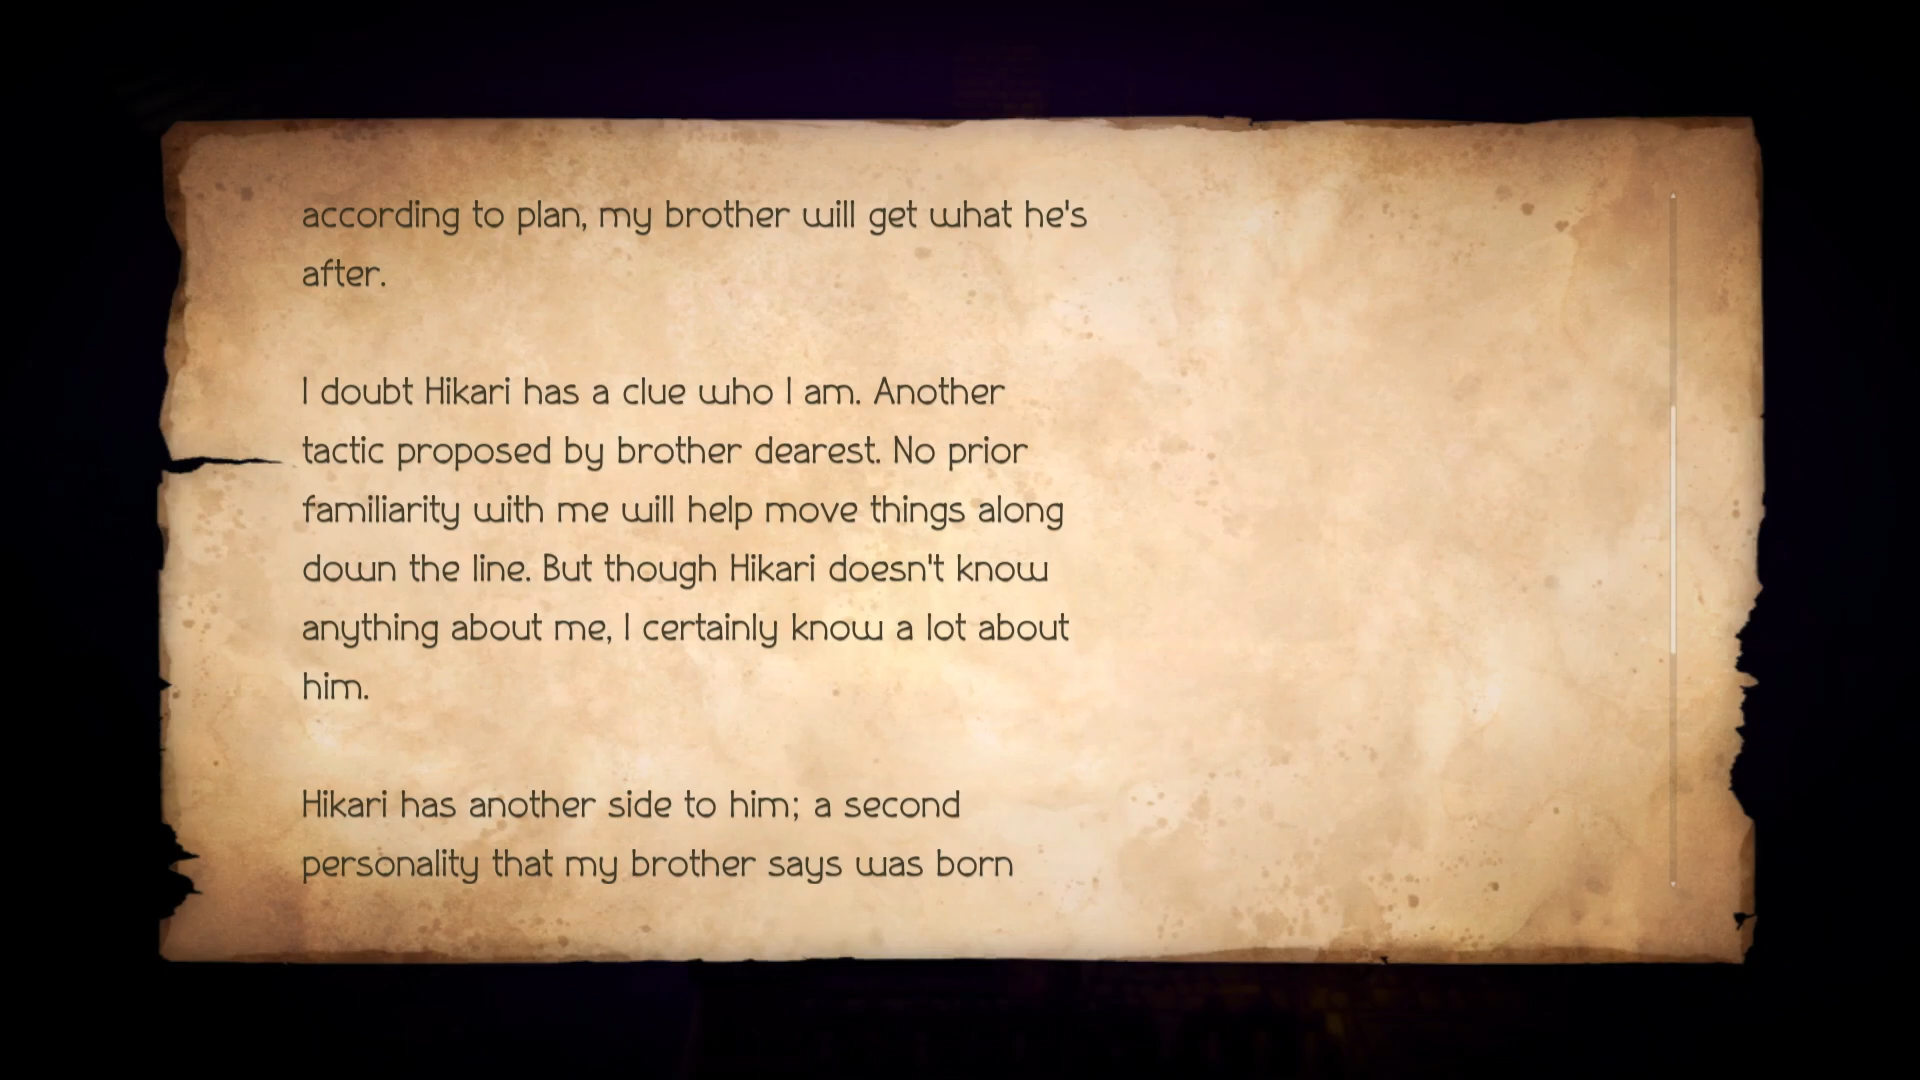 according to plan, my brother will get what he's
after.
I doubt Hikari has a clue who I am. Another
tactic proposed by brother dearest. No prior
familiarity with me will help move things along
down the line. But though Hikari doesn't know
anything about me, I certainly know a lot about
him.
Hikari has another side to him; a second
personality that my brother says was born